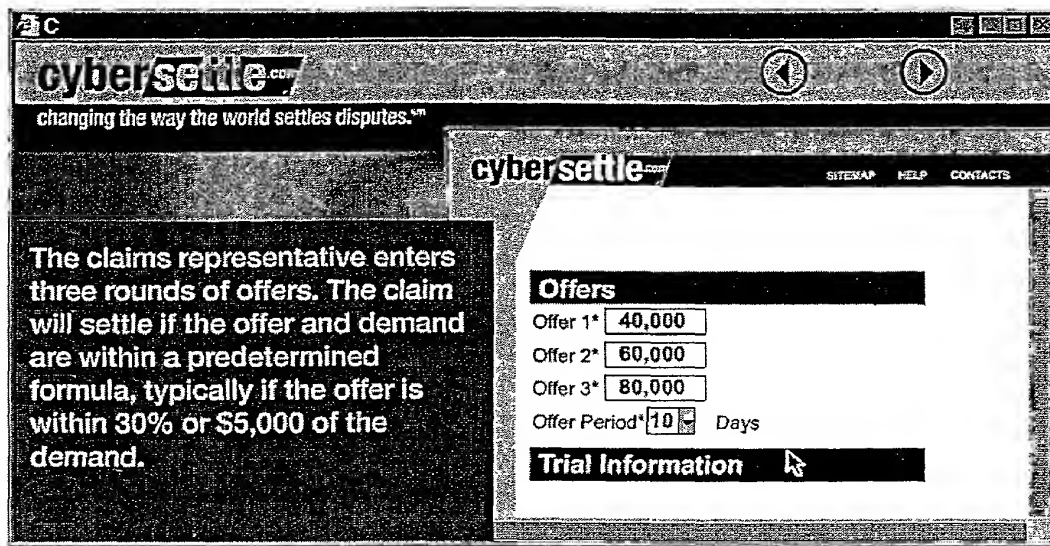 C
cybersettle.com
changing the way the world settles disputes.℠
cybersettle
SITEMAP HELP CONTACTS
The claims representative enters
three rounds of offers. The claim
will settle if the offer and demand
are within a predetermined
formula, typically if the offer is
within 30% or $5,000 of the
demand.
Offers
Offer 1* 40,000
Offer 2* 60,000
Offer 3* 80,000
Offer Period* 10 Days
Trial Information